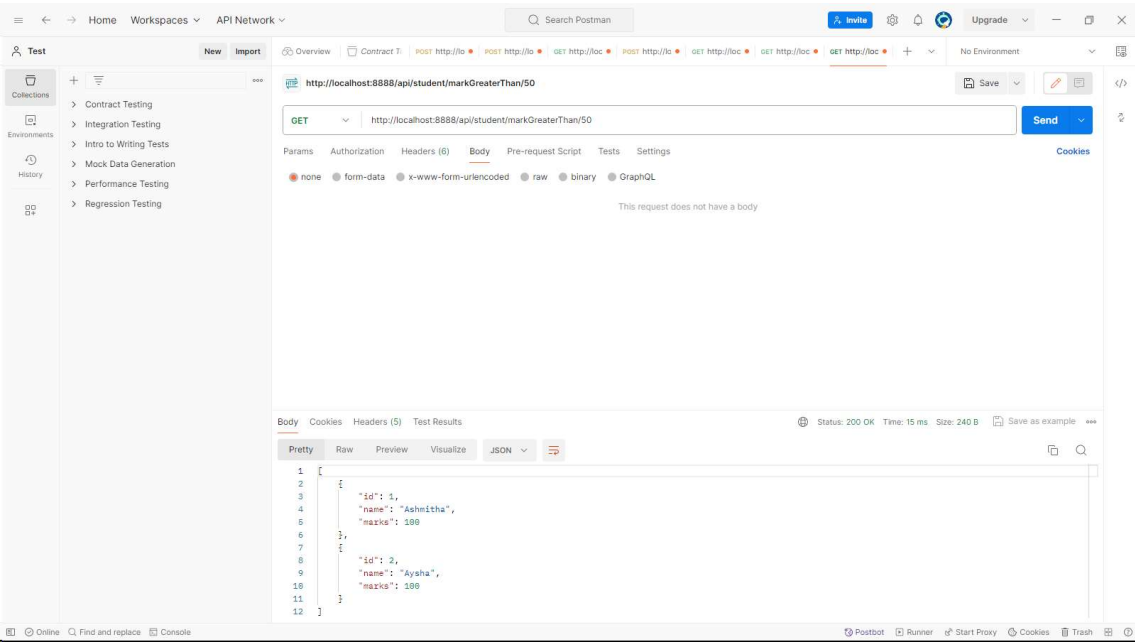 Home Workspaces API Network Search Postman Invite Upgrade
Test New Import
Overview Contract T POST http://lo POST http://lo GET http://loc POST http://lo GET http://loc GET http://loc GET http://loc No Environment
Collections
Environments
History
Contract Testing
Integration Testing
Intro to Writing Tests
Mock Data Generation
Performance Testing
Regression Testing
HTTP http://localhost:8888/api/student/markGreaterThan/50 Save
GET http://localhost:8888/api/student/markGreaterThan/50 Send
Params Authorization Headers (6) Body Pre-request Script Tests Settings Cookies
none form-data x-www-form-urlencoded raw binary GraphQL
This request does not have a body
Body Cookies Headers (5) Test Results Status: 200 OK Time: 15 ms Size: 240 B Save as example
Pretty Raw Preview Visualize JSON
1 [
2 {
3 "id": 1,
4 "name": "Ashmitha",
5 "marks": 100
6 },
7 {
8 "id": 2,
9 "name": "Aysha",
10 "marks": 100
11 }
12 ]
Online Find and replace Console Postbot Runner Start Proxy Cookies Trash